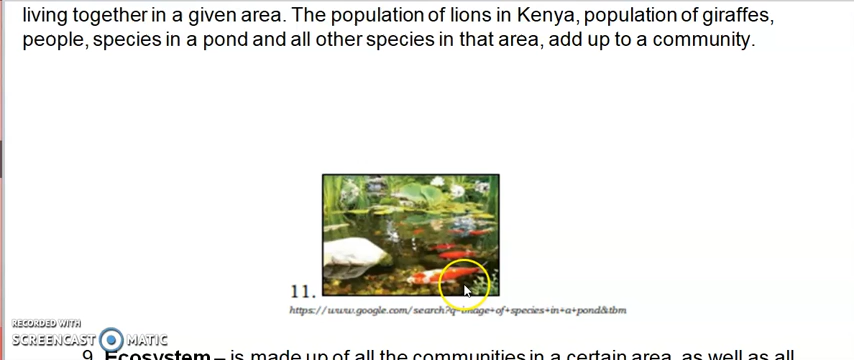 living together in a given area. The population of lions in Kenya, population of giraffes,
people, species in a pond and all other species in that area, add up to a community.
11.
https://www.google.com/search?q=image+of+species+in+a+pond&tbm
RECORDED WITH
SCREENCAST MATIC
9. Ecosystem – is made up of all the communities in a certain area, as well as all